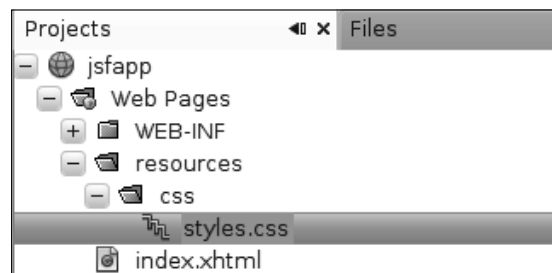 Projects Files
jsfapp
Web Pages
WEB-INF
resources
css
styles.css
index.xhtml